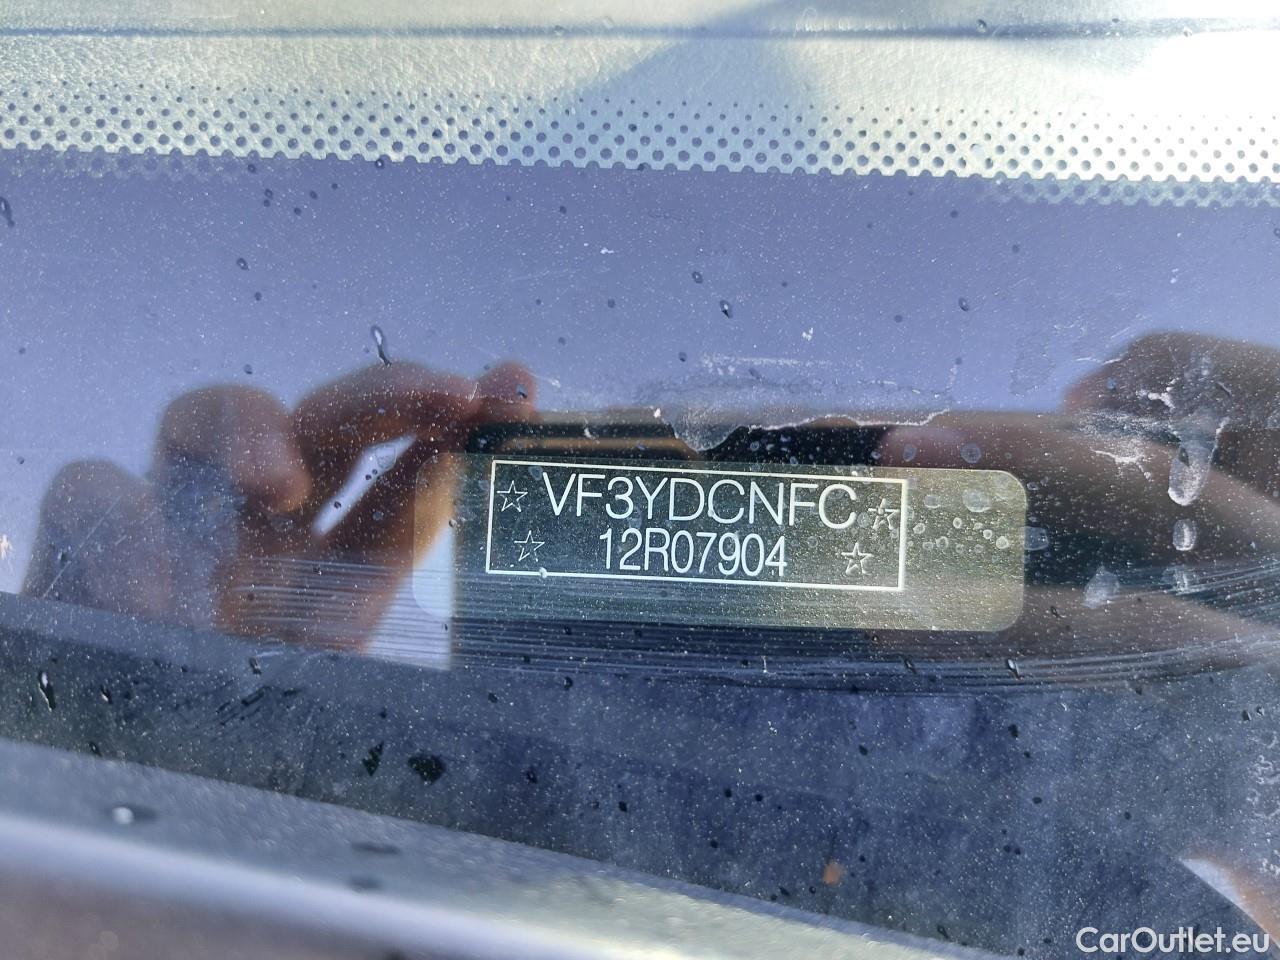 ☆ VF3YDCNFC ☆
☆ 12R07904 ☆
CarOutlet.eu